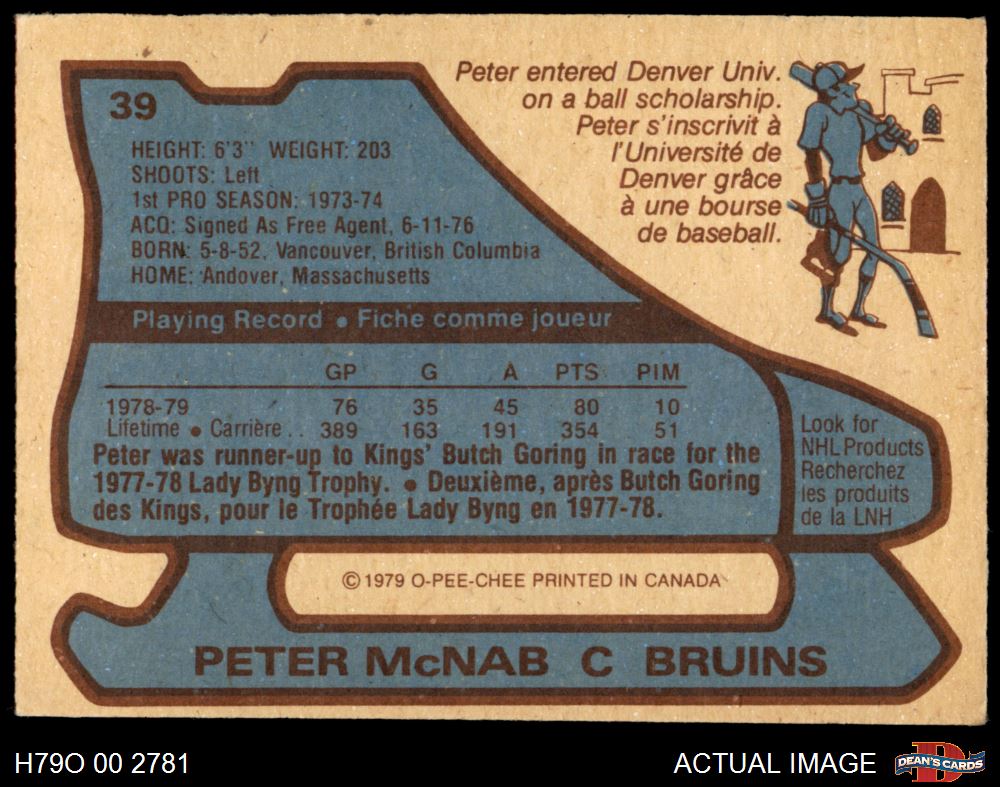 39
HEIGHT: 6'3" WEIGHT: 203
SHOOTS: Left
1st PRO SEASON: 1973-74
ACQ: Signed As Free Agent, 6-11-76
BORN: 5-8-52, Vancouver, British Columbia
HOME: Andover, Massachusetts
Peter entered Denver Univ.
on a ball scholarship.
Peter s'inscrivit à
l'Université de
Denver grâce
à une bourse
de baseball.
Playing Record • Fiche comme joueur
GP G A PTS PIM
1978-79 76 35 45 80 10
Lifetime • Carrière .. 389 163 191 354 51
Peter was runner-up to Kings' Butch Goring in race for the
1977-78 Lady Byng Trophy. • Deuxième, après Butch Goring
des Kings, pour le Trophée Lady Byng en 1977-78.
Look for
NHL Products
Recherchez
les produits
de la LNH
© 1979 O-PEE-CHEE PRINTED IN CANADA
PETER McNAB C BRUINS
H79O 00 2781
ACTUAL IMAGE
DEAN'S CARDS